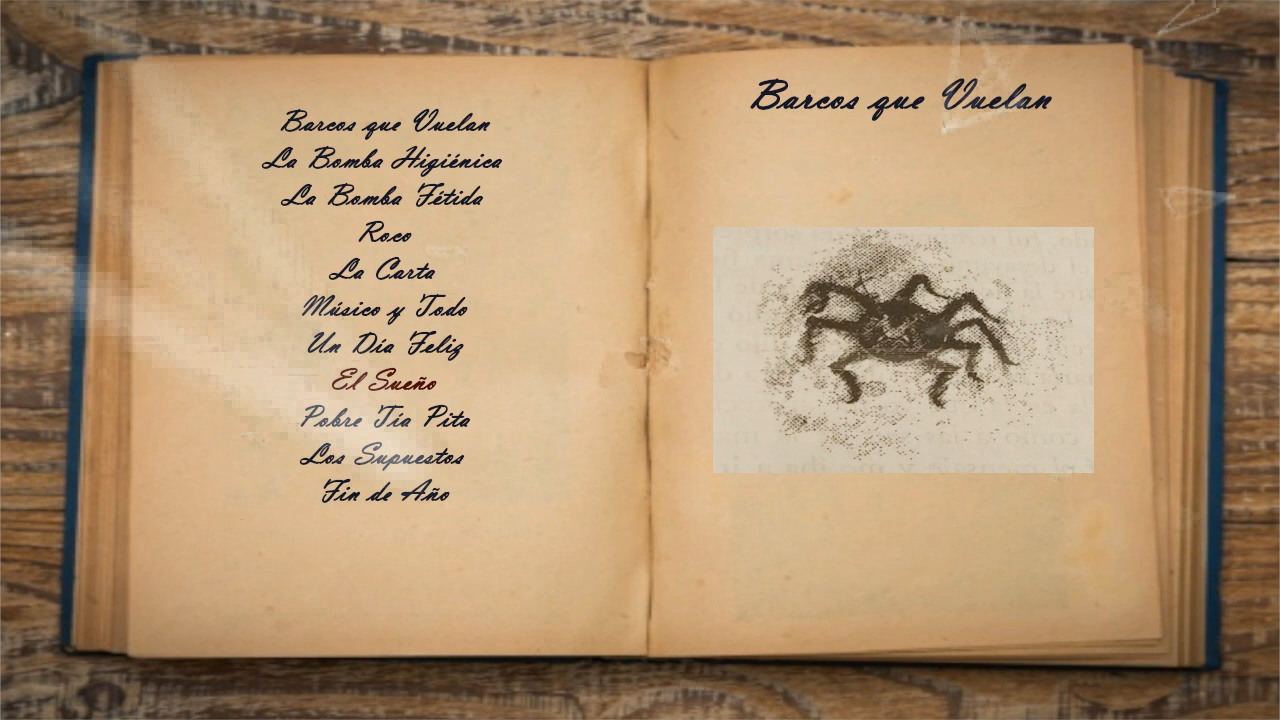 Barcos que Vuelan
La Bomba Higiénica
La Bomba Fétida
Roco
La Carta
Músico y Todo
Un Día Feliz
El Sueño
Pobre Tía Pita
Los Supuestos
Fin de Año
Barcos que Vuelan